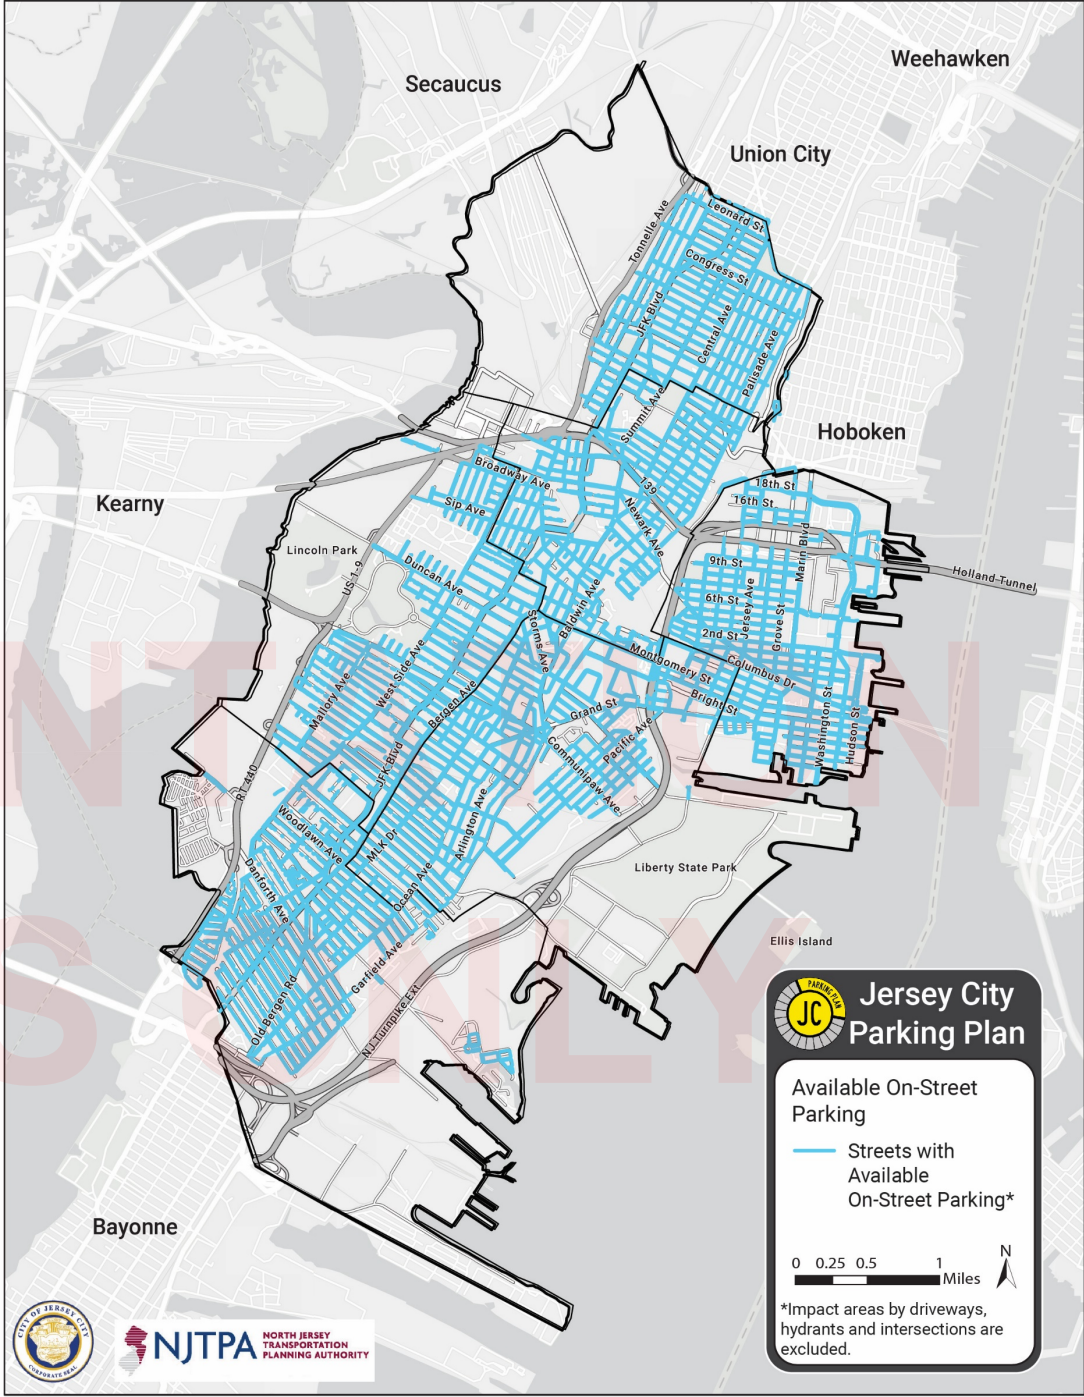 Weehawken
Secaucus
Union City
Leonard St
Tonnelle Ave
Congress St
JFK Blvd
Central Ave
Palisade Ave
Summit Ave
Hoboken
Kearny
Broadway Ave
139
18th St
16th St
Sip Ave
Newark Ave
Marin Blvd
Lincoln Park
9th St
Holland Tunnel
US 1-9
Duncan Ave
6th St
Jersey Ave
Grove St
Baldwin Ave
Storms Ave
2nd St
Montgomery St
Columbus Dr
West Side Ave
Mallory Ave
Bergen Ave
Bright St
Grand St
Washington St
Hudson St
Pacific Ave
Communipaw Ave
JFK Blvd
RT 440
Woodlawn Ave
MLK Dr
Arlington Ave
Liberty State Park
Danforth Ave
Ocean Ave
Ellis Island
Garfield Ave
Old Bergen Rd
NJ Turnpike Ext
Bayonne
S ONLY
PARKING PLAN
JC
Jersey City
Parking Plan
Available On-Street
Parking
Streets with
Available
On-Street Parking*
0 0.25 0.5 1
Miles
N
*Impact areas by driveways,
hydrants and intersections are
excluded.
CITY OF JERSEY CITY
CORPORATE SEAL
NJTPA
NORTH JERSEY
TRANSPORTATION
PLANNING AUTHORITY